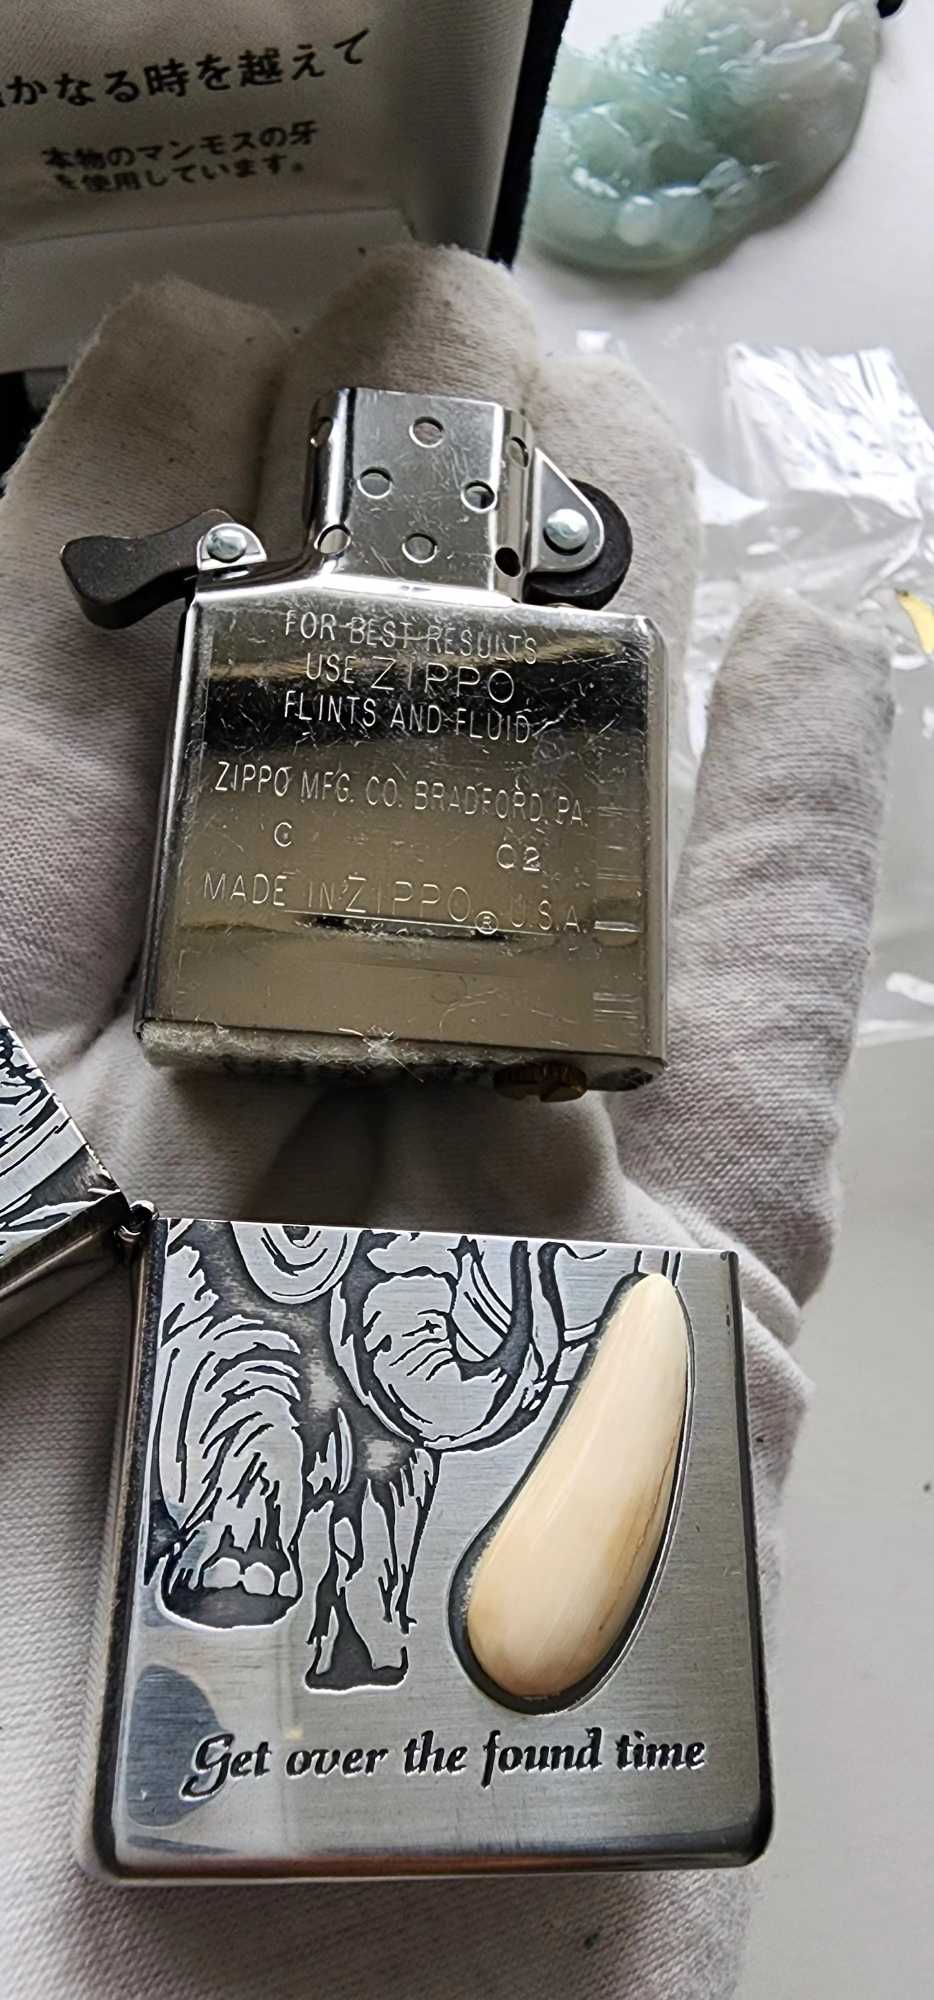 かなる時を越えて
本物のマンモスの牙
を使用しています。
FOR BEST RESULTS
USE ZIPPO
FLINTS AND FLUID
ZIPPO MFG. CO. BRADFORD, PA.
C 02
MADE IN ZIPPO® U.S.A.
Get over the found time